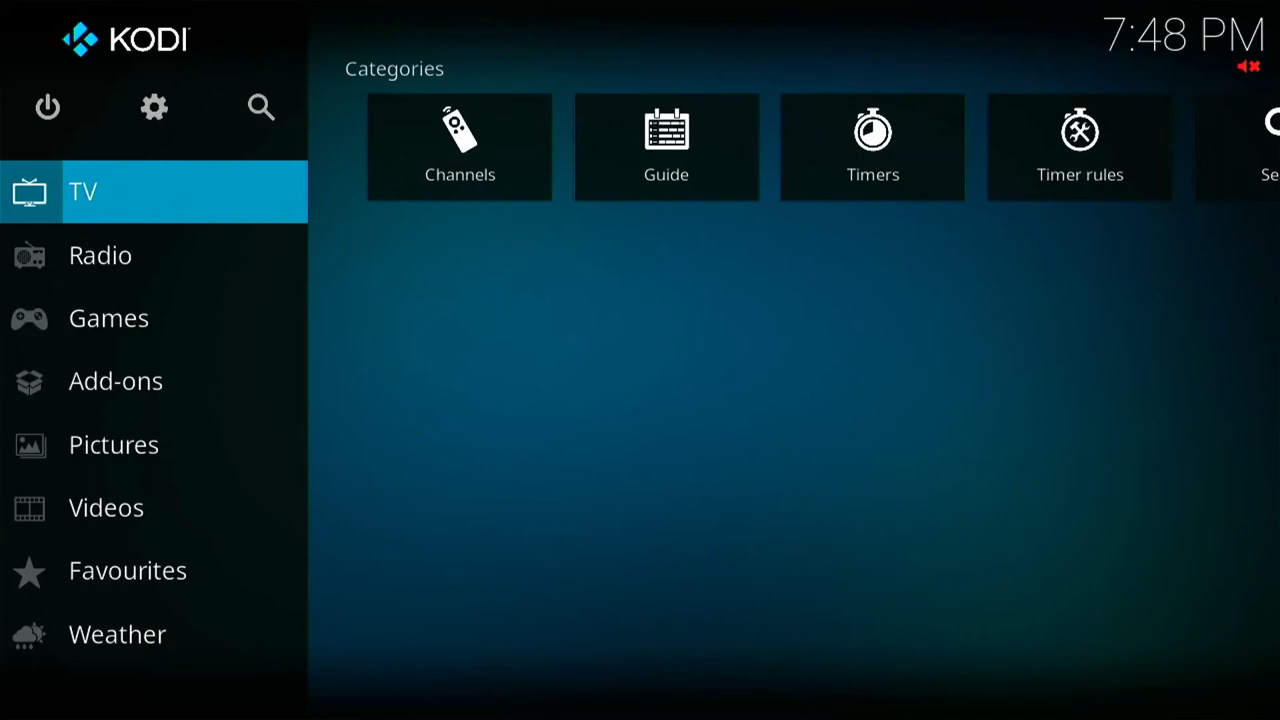 KODI
7:48 PM
Categories
Channels
Guide
Timers
Timer rules
Se
TV
Radio
Games
Add-ons
Pictures
Videos
Favourites
Weather